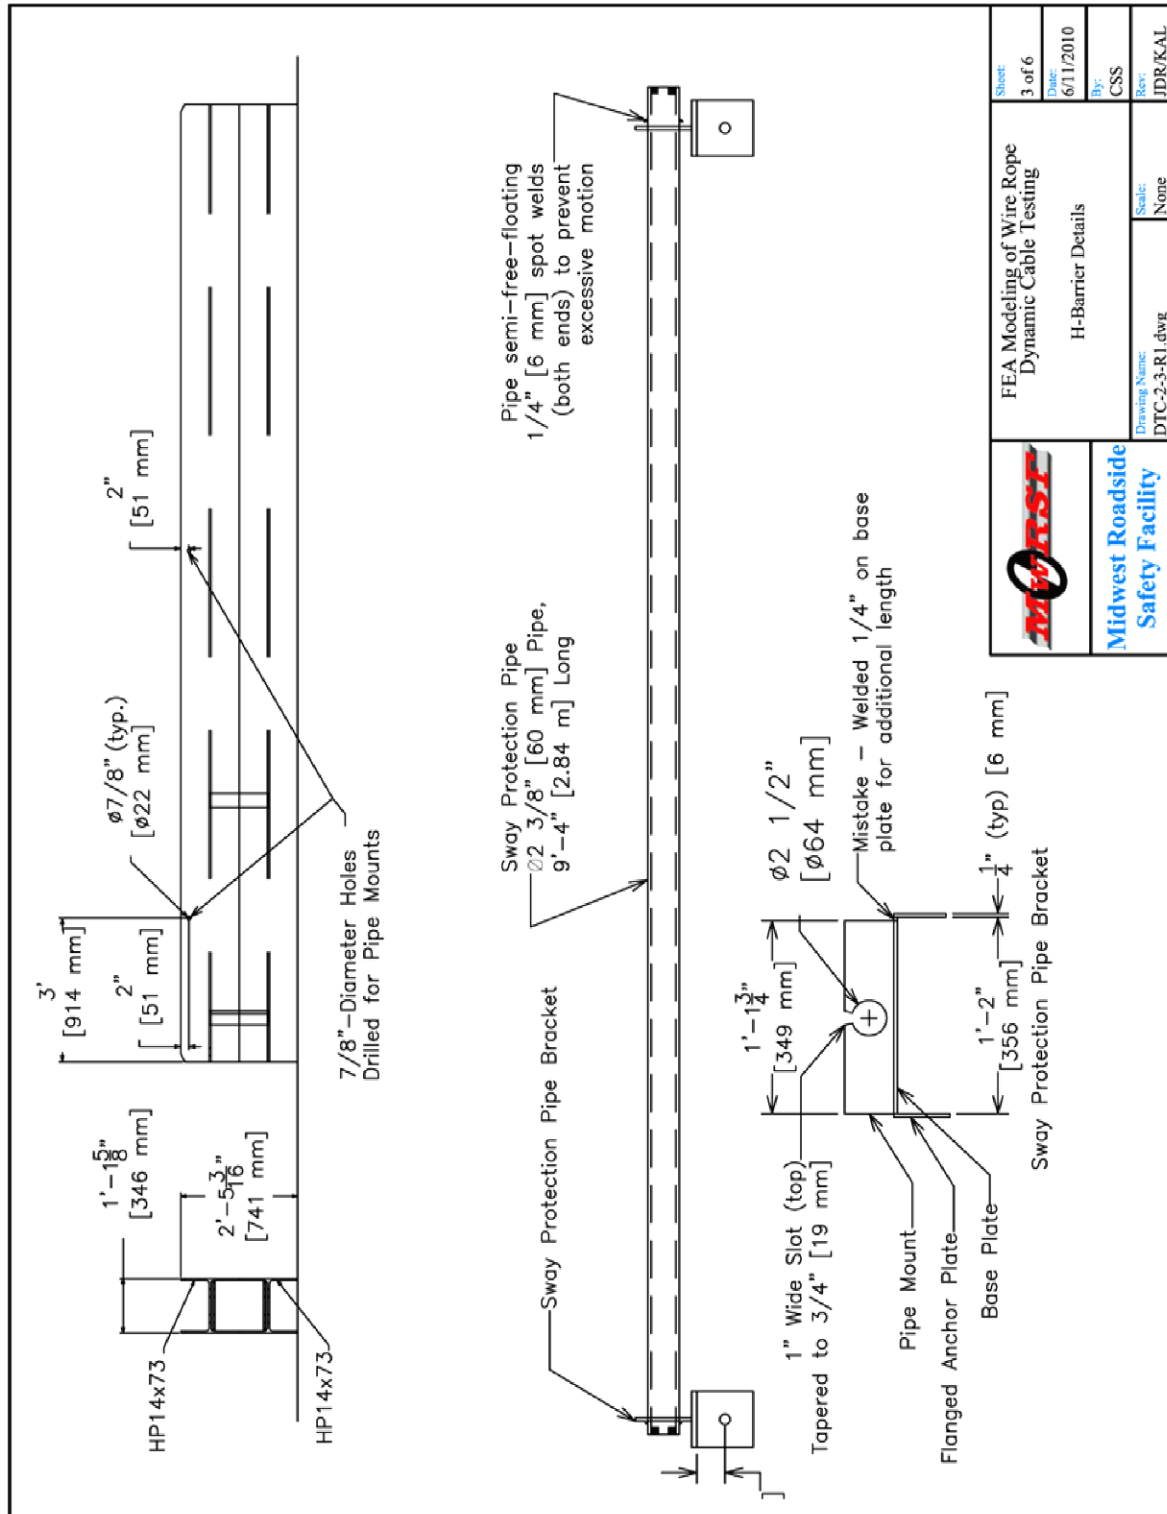 HP14x73
HP14x73
1'-1 5/8"
[346 mm]
2'-5 3/16"
[741 mm]
3'
[914 mm]
2"
[51 mm]
ø7/8" (typ.)
[ø22 mm]
2"
[51 mm]
7/8"-Diameter Holes
Drilled for Pipe Mounts
Sway Protection Pipe Bracket
Sway Protection Pipe
Ø2 3/8" [60 mm] Pipe,
9'-4" [2.84 m] Long
Pipe semi-free-floating
1/4" [6 mm] spot welds
(both ends) to prevent
excessive motion
]
1" Wide Slot (top)
Tapered to 3/4" [19 mm]
Pipe Mount
Flanged Anchor Plate
Base Plate
1'-1 3/4"
[349 mm]
ø2 1/2"
[ø64 mm]
Mistake - Welded 1/4" on base
plate for additional length
1'-2"
[356 mm]
1/4" (typ) [6 mm]
Sway Protection Pipe Bracket
MWRSF
Midwest Roadside
Safety Facility
FEA Modeling of Wire Rope
Dynamic Cable Testing
H-Barrier Details
Drawing Name:
DTC-2-3-R1.dwg
Scale:
None
Sheet:
3 of 6
Date:
6/11/2010
By:
CSS
Rev:
JDR/KAL